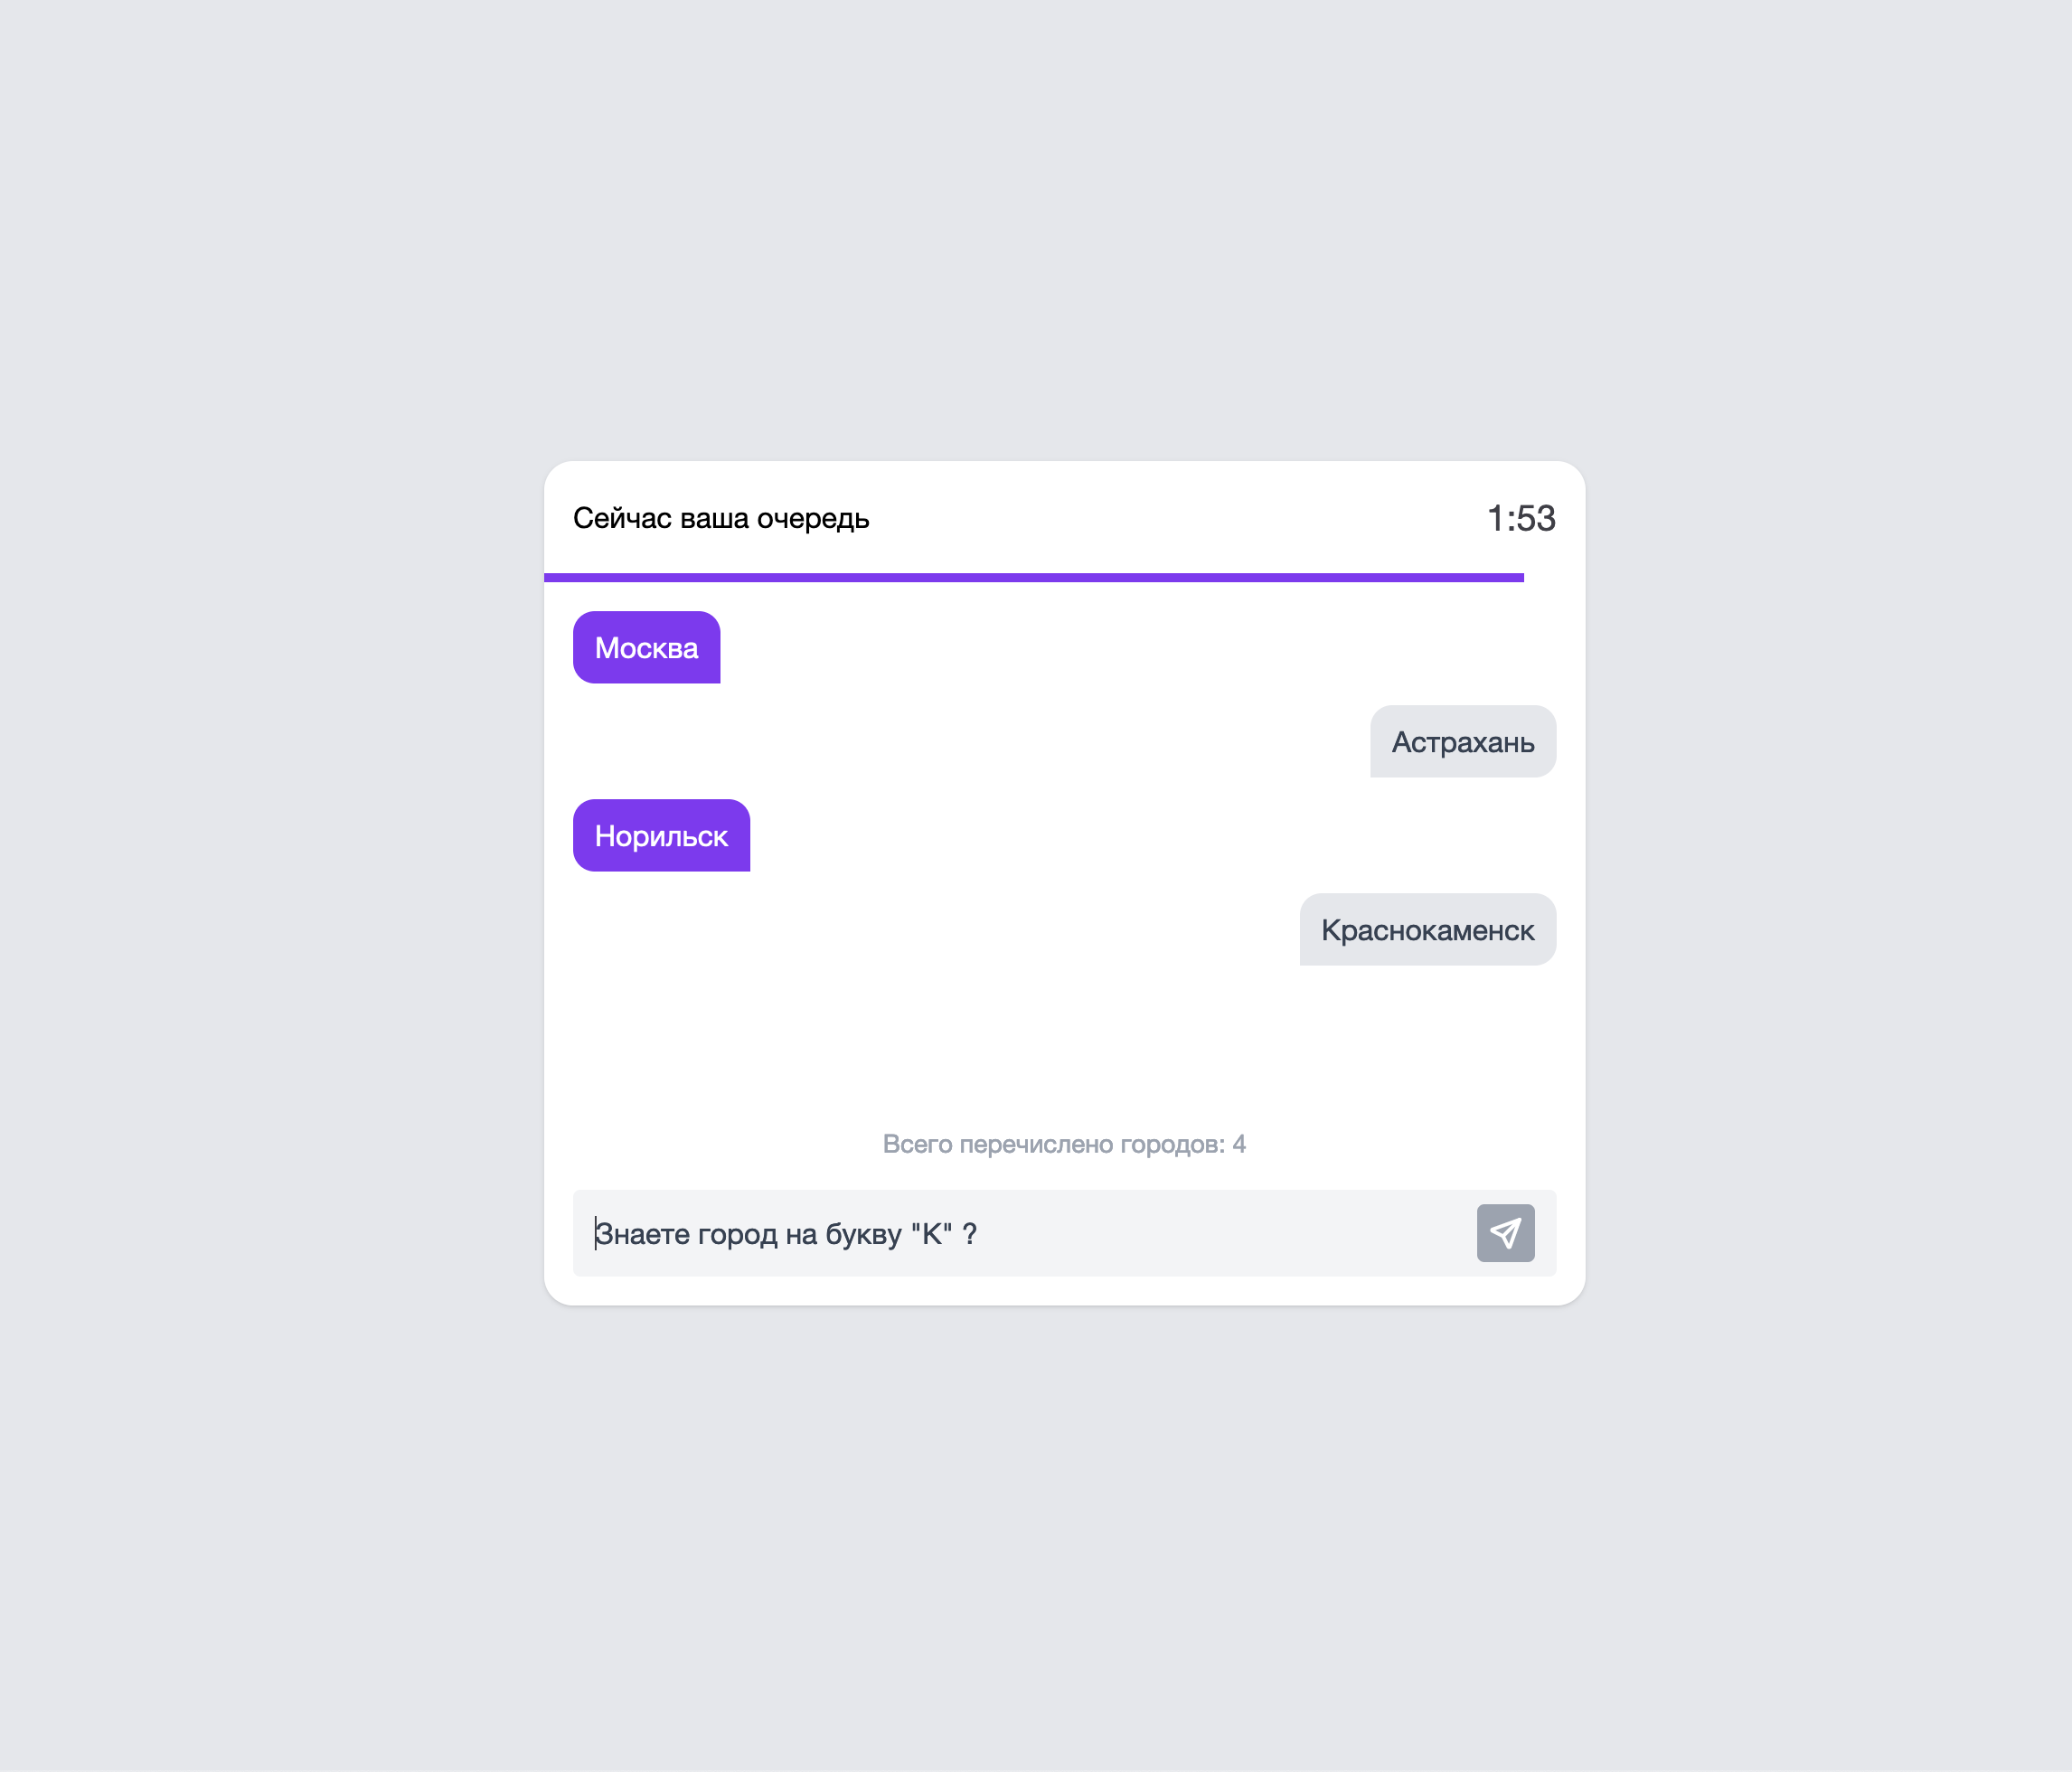 Сейчас ваша очередь
1:53
Москва
Астрахань
Норильск
Краснокаменск
Всего перечислено городов: 4
Знаете город на букву "К" ?